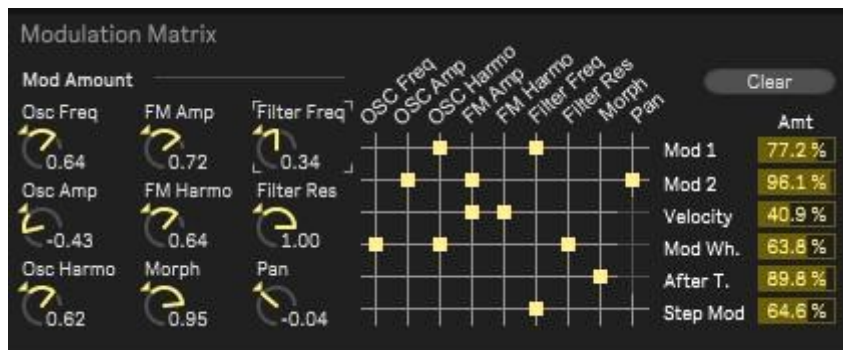 Modulation Matrix
Mod Amount
Osc Freq FM Amp Filter Freq
0.64 0.72 0.34
Osc Amp FM Harmo Filter Res
-0.43 0.64 1.00
Osc Harmo Morph Pan
0.62 0.95 -0.04
OSC Freq
OSC Amp
OSC Harmo
FM Amp
FM Harmo
Filter Freq
Filter Res
Morph
Pan
Clear
Amt
Mod 1 77.2 %
Mod 2 96.1 %
Velocity 40.9 %
Mod Wh. 63.8 %
After T. 89.8 %
Step Mod 64.6 %